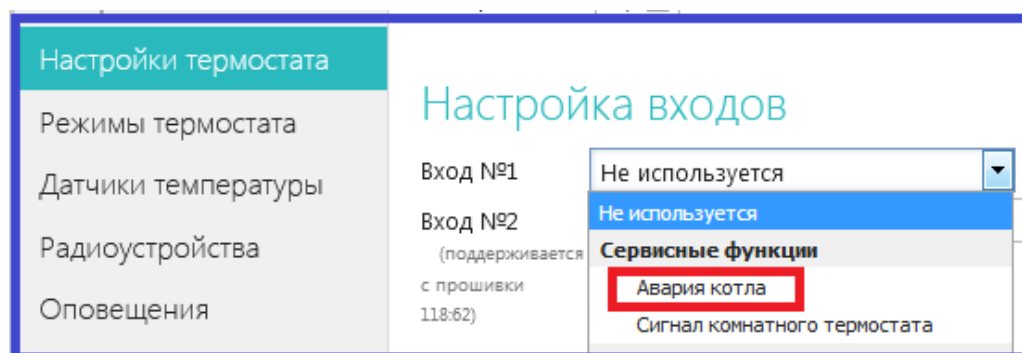 Настройки термостата
Режимы термостата
Датчики температуры
Радиоустройства
Оповещения
Настройка входов
Вход №1
Не используется
Вход №2
(поддерживается
с прошивки
118:62)
Не используется
Сервисные функции
Авария котла
Сигнал комнатного термостата